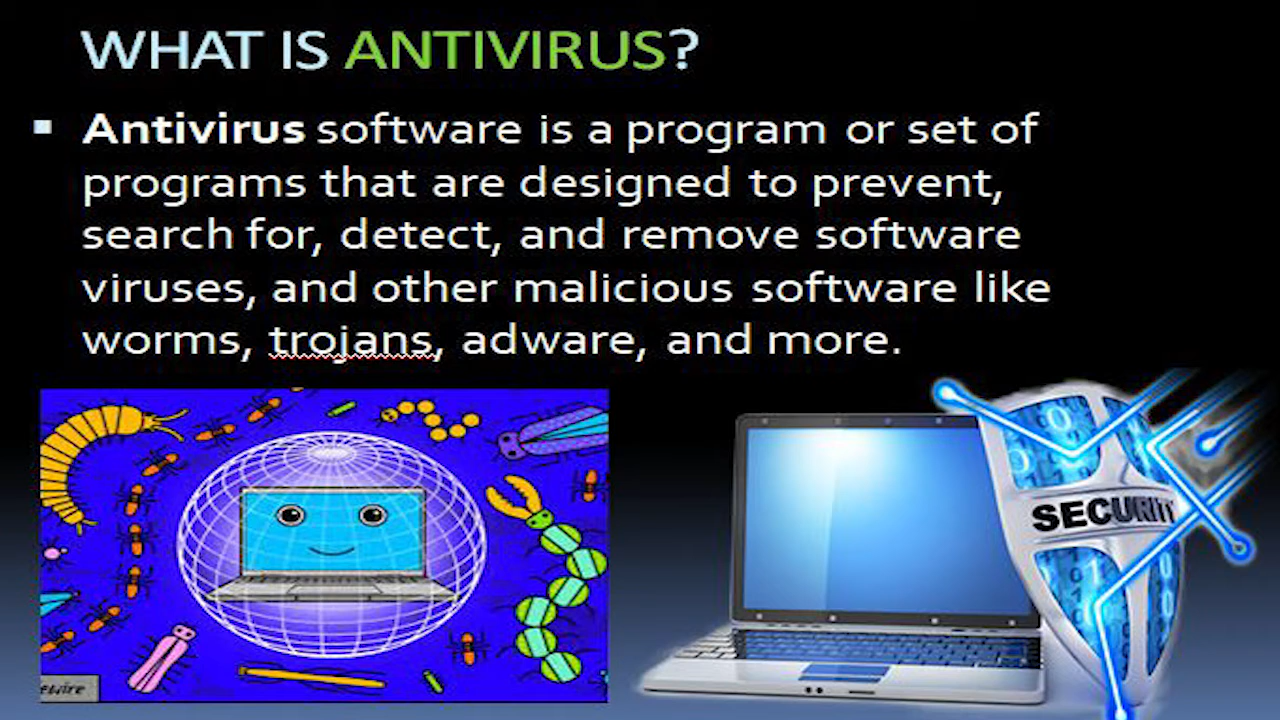 WHAT IS ANTIVIRUS?
▪ Antivirus software is a program or set of
programs that are designed to prevent,
search for, detect, and remove software
viruses, and other malicious software like
worms, trojans, adware, and more.
SECURITY
ewire